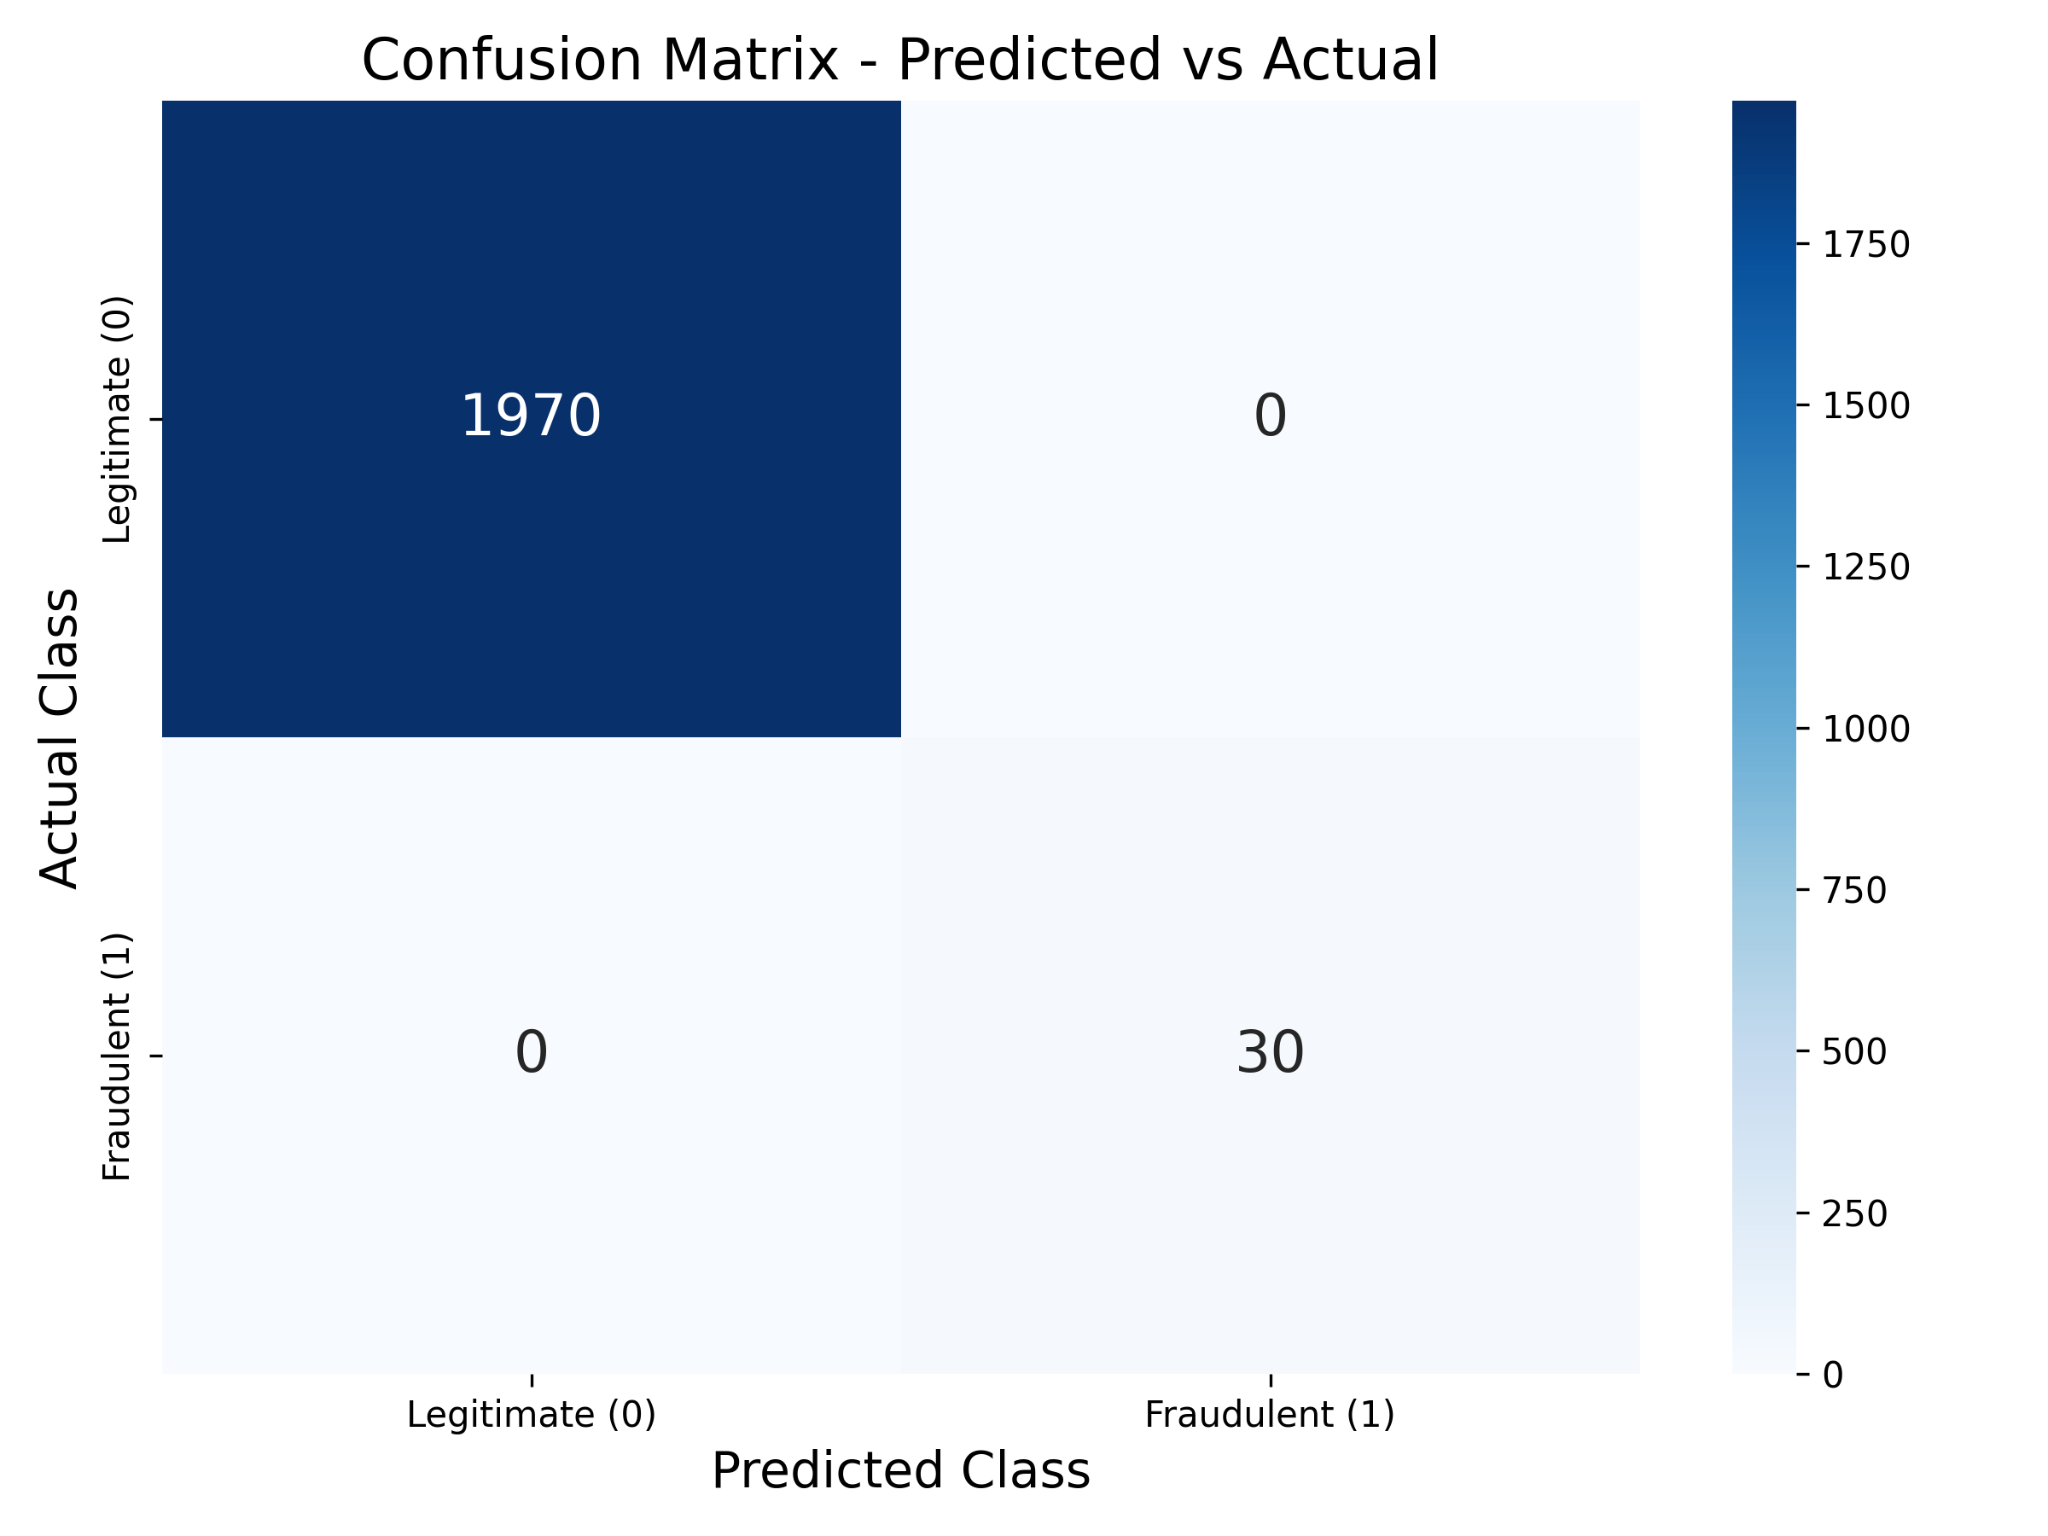 Confusion Matrix - Predicted vs Actual
Actual Class
Legitimate (0)
Fraudulent (1)
1970
0
0
30
Legitimate (0)
Fraudulent (1)
Predicted Class
1750
1500
1250
1000
750
500
250
0